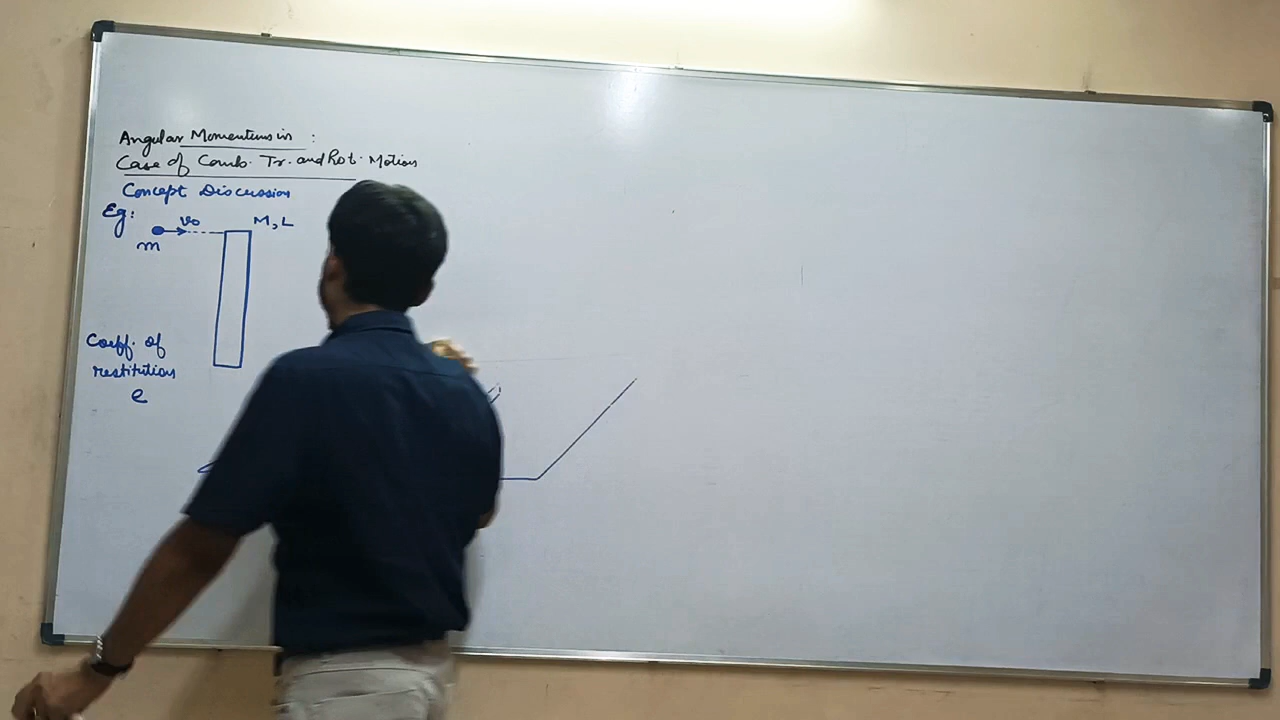 Angular Momentum in :
Case of Comb. Tr. and Rot. Motion
Concept Discussion
Eg:
v₀ M, L
m
Coeff. of
restitution
e